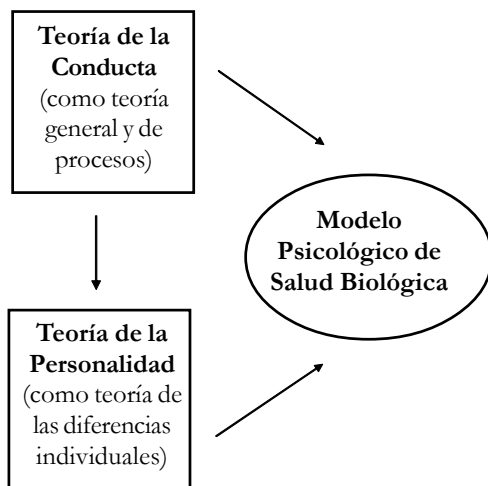 Teoría de la
Conducta
(como teoría
general y de
procesos)
Modelo
Psicológico de
Salud Biológica
Teoría de la
Personalidad
(como teoría de
las diferencias
individuales)